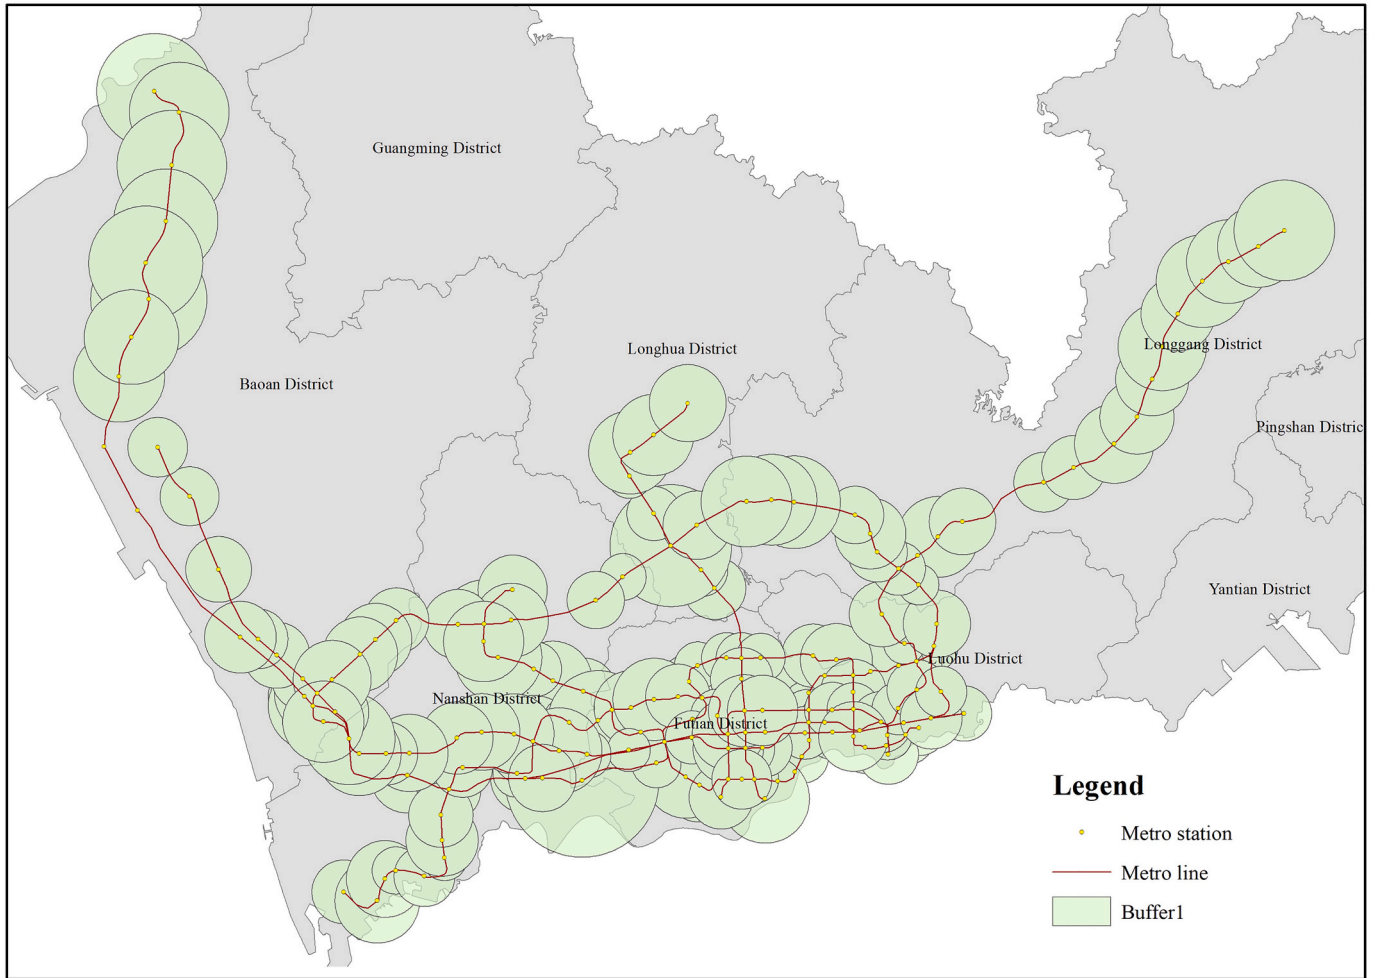 Guangming District
Longhua District
Longgang District
Baoan District
Pingshan Distric
Yantian District
Luohu District
Nanshan District
Futian District
Legend
Metro station
Metro line
Buffer1